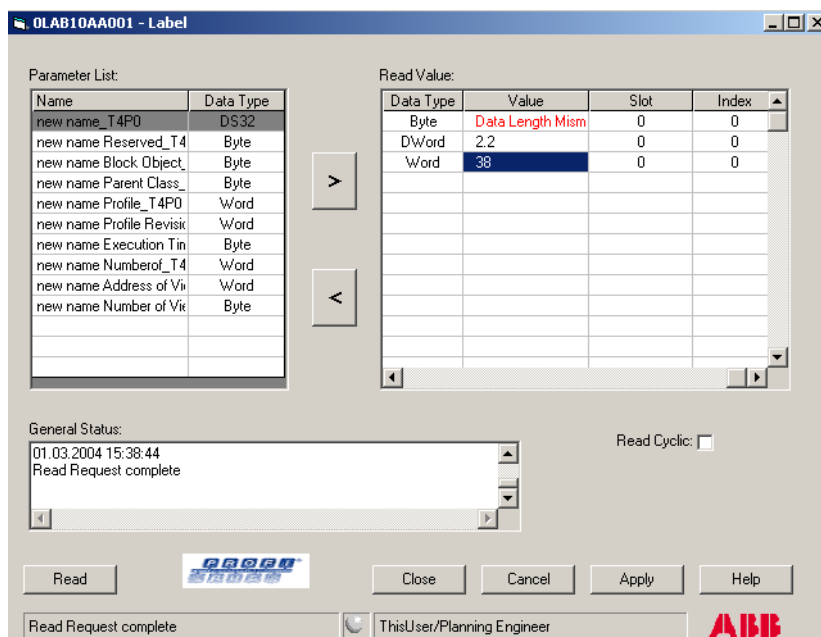 0LAB10AA001 - Label
Parameter List:
Name Data Type
new name_T4P0 DS32
new name Reserved_T4 Byte
new name Block Object_ Byte
new name Parent Class_ Byte
new name Profile_T4P0 Word
new name Profile Revisic Word
new name Execution Tin Byte
new name Numberof_T4 Word
new name Address of Vi Word
new name Number of Vie Byte
>
<
Read Value:
Data Type Value Slot Index
Byte Data Length Mism 0 0
DWord 2.2 0 0
Word 38 0 0
General Status:
01.03.2004 15:38:44
Read Request complete
Read Cyclic:
Read
PROFI
BUS
Close Cancel Apply Help
Read Request complete
ThisUser/Planning Engineer
ABB